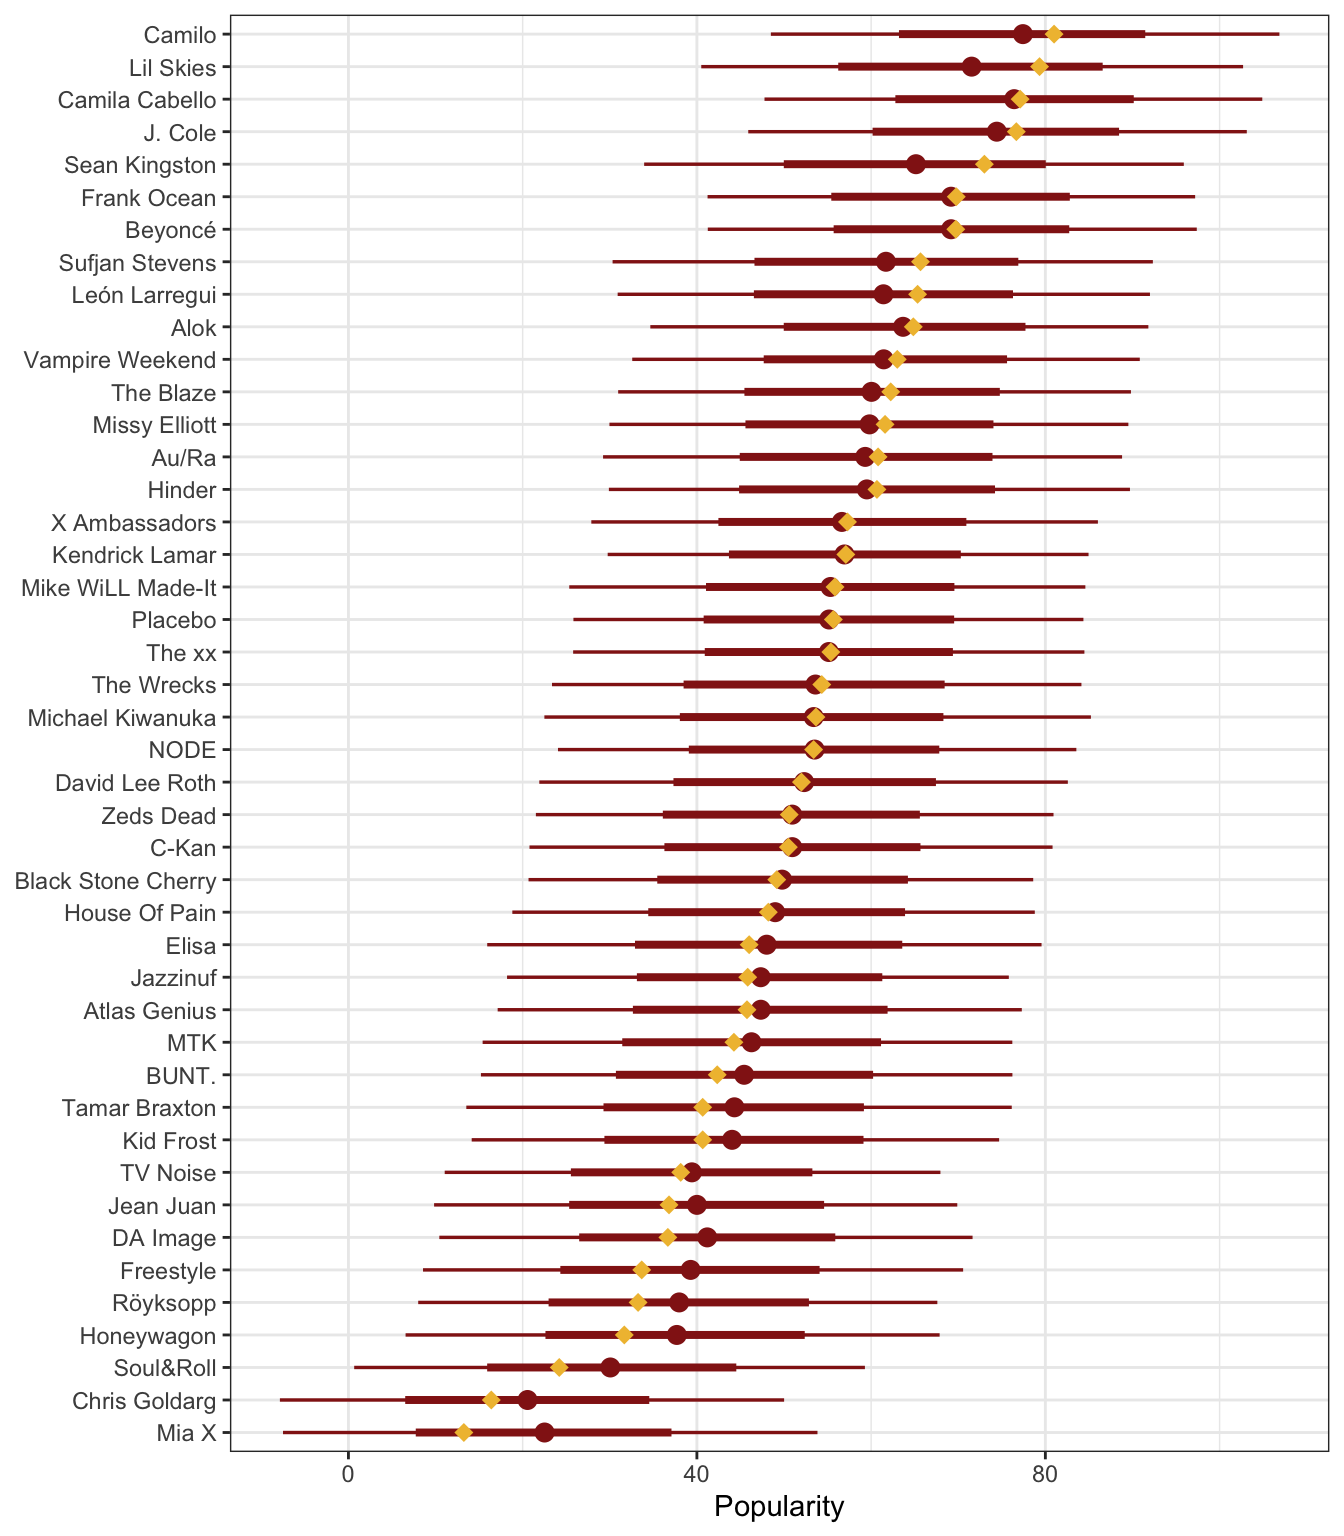 Camilo
Lil Skies
Camila Cabello
J. Cole
Sean Kingston
Frank Ocean
Beyoncé
Sufjan Stevens
León Larregui
Alok
Vampire Weekend
The Blaze
Missy Elliott
Au/Ra
Hinder
X Ambassadors
Kendrick Lamar
Mike WiLL Made-It
Placebo
The xx
The Wrecks
Michael Kiwanuka
NODE
David Lee Roth
Zeds Dead
C-Kan
Black Stone Cherry
House Of Pain
Elisa
Jazzinuf
Atlas Genius
MTK
BUNT.
Tamar Braxton
Kid Frost
TV Noise
Jean Juan
DA Image
Freestyle
Röyksopp
Honeywagon
Soul&Roll
Chris Goldarg
Mia X
0 40 80
Popularity